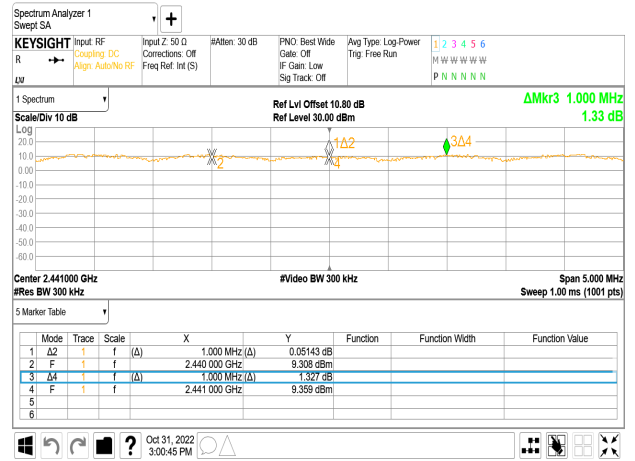 Spectrum Analyzer 1
Swept SA
KEYSIGHT
R
Input: RF
Coupling: DC
Align: Auto/No RF
Input Z: 50 Ω
Corrections: Off
Freq Ref: Int (S)
#Atten: 30 dB
PNO: Best Wide
Gate: Off
IF Gain: Low
Sig Track: Off
Avg Type: Log-Power
Trig: Free Run
1 2 3 4 5 6
M W W W W W
P N N N N N
1 Spectrum
Scale/Div 10 dB
Ref Lvl Offset 10.80 dB
Ref Level 30.00 dBm
ΔMkr3 1.000 MHz
1.33 dB
Log
20.0
10.0
0.00
-10.0
-20.0
-30.0
-40.0
-50.0
-60.0
2
1Δ2
4
3Δ4
Center 2.441000 GHz
#Video BW 300 kHz
Span 5.000 MHz
#Res BW 300 kHz
Sweep 1.00 ms (1001 pts)
5 Marker Table
Mode Trace Scale X Y Function Function Width Function Value
1 Δ2 1 f (Δ) 1.000 MHz (Δ) 0.05143 dB
2 F 1 f 2.440 000 GHz 9.308 dBm
3 Δ4 1 f (Δ) 1.000 MHz (Δ) 1.327 dB
4 F 1 f 2.441 000 GHz 9.359 dBm
5
6
?
Oct 31, 2022
3:00:45 PM